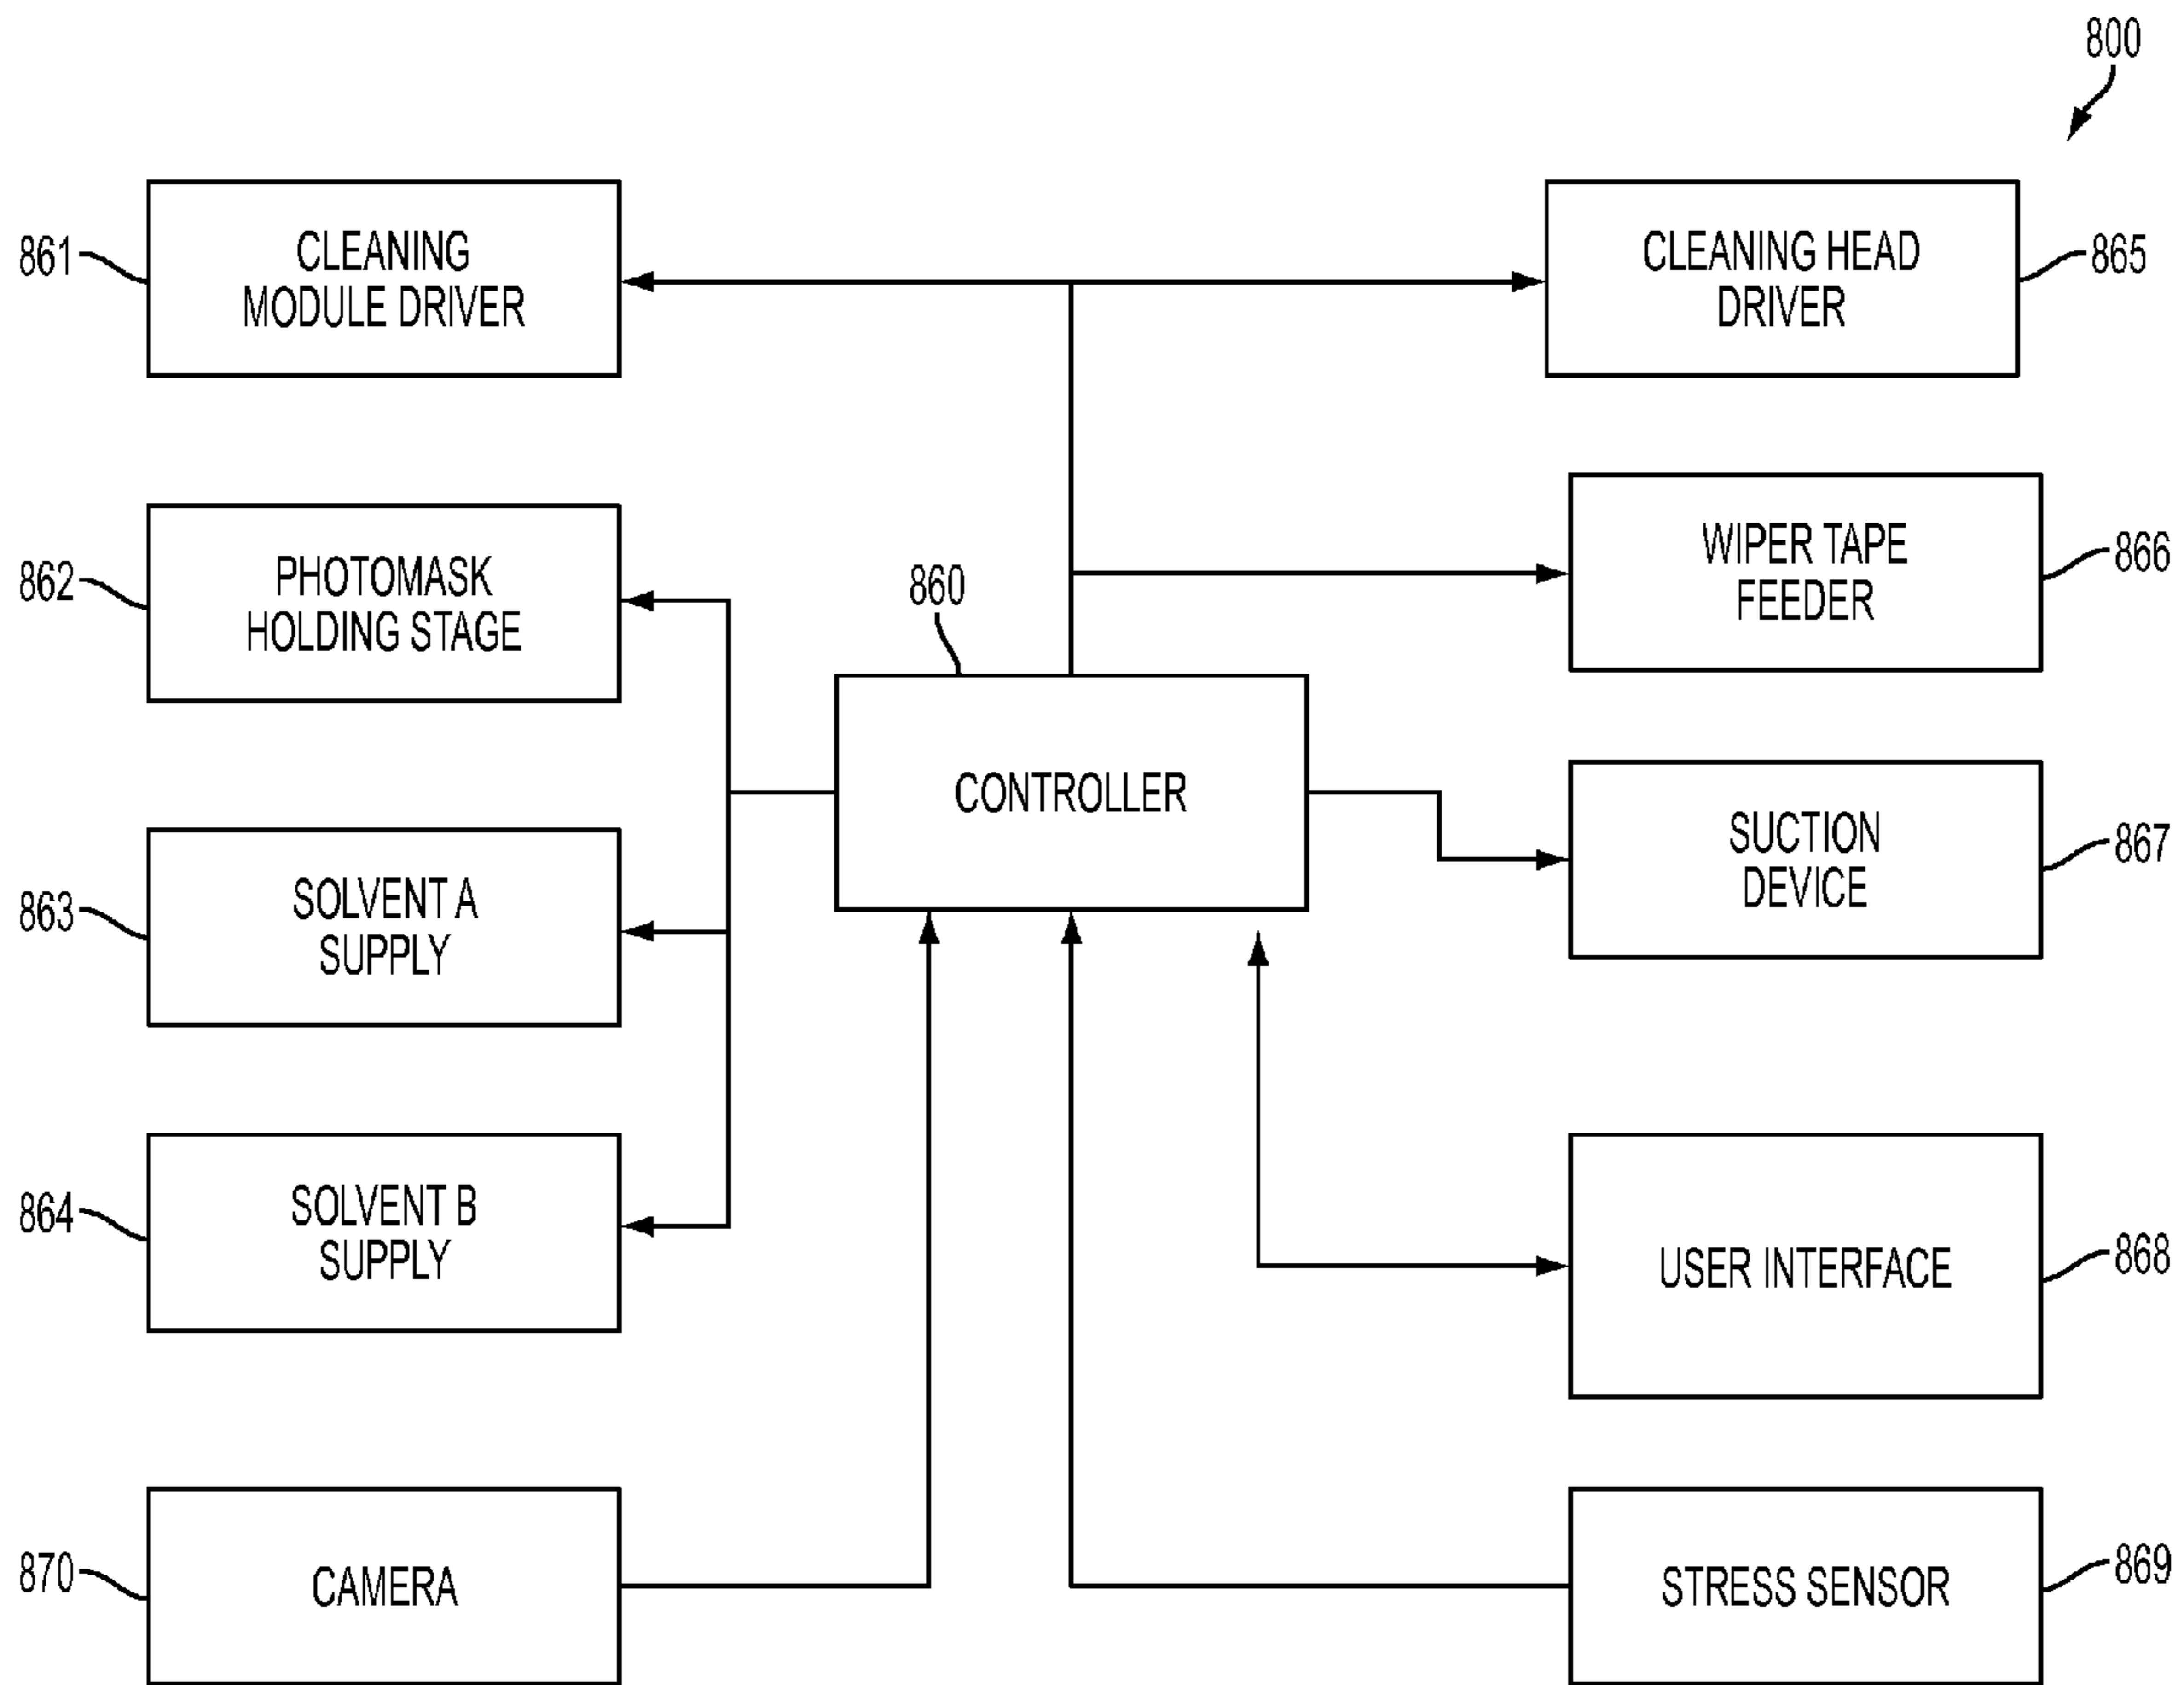 800
861
CLEANING
MODULE DRIVER
CLEANING HEAD
DRIVER
865
862
PHOTOMASK
HOLDING STAGE
860
WIPER TAPE
FEEDER
866
CONTROLLER
863
SOLVENT A
SUPPLY
SUCTION
DEVICE
867
864
SOLVENT B
SUPPLY
USER INTERFACE
868
870
CAMERA
STRESS SENSOR
869